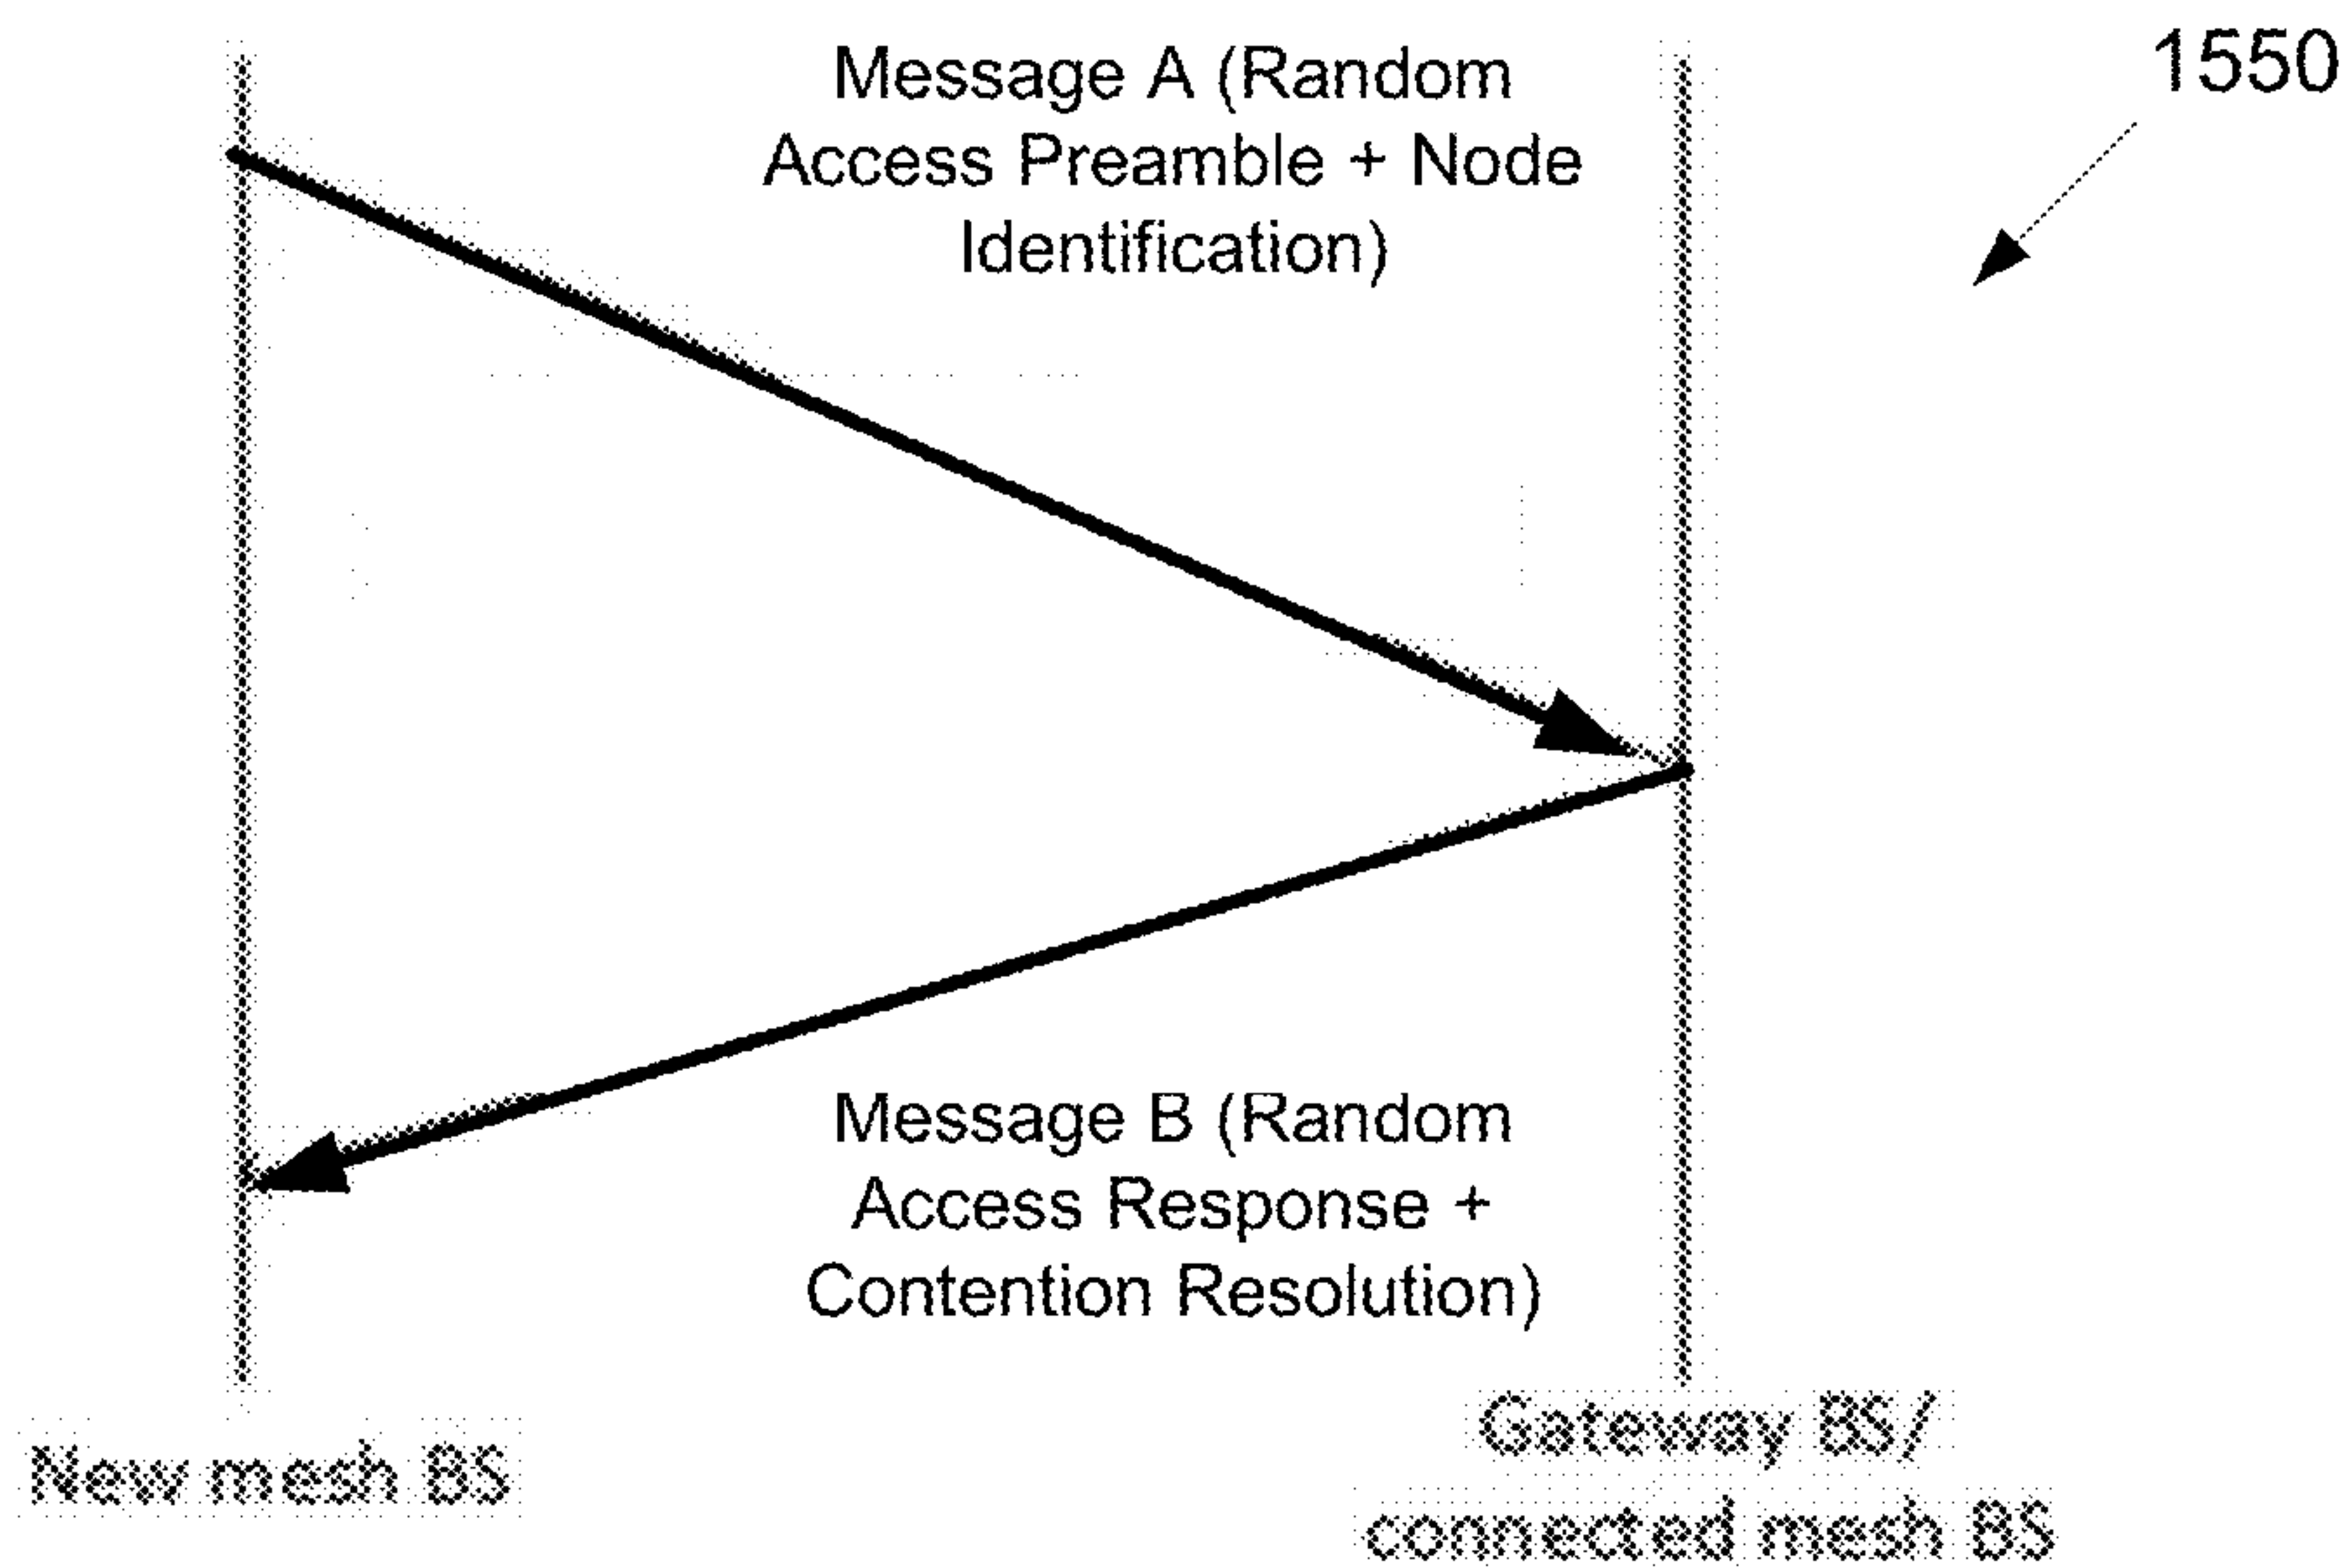 Message A (Random
Access Preamble + Node
Identification)
1550
Message B (Random
Access Response +
Contention Resolution)
New mesh BS
Gateway BS/
connected mesh BS